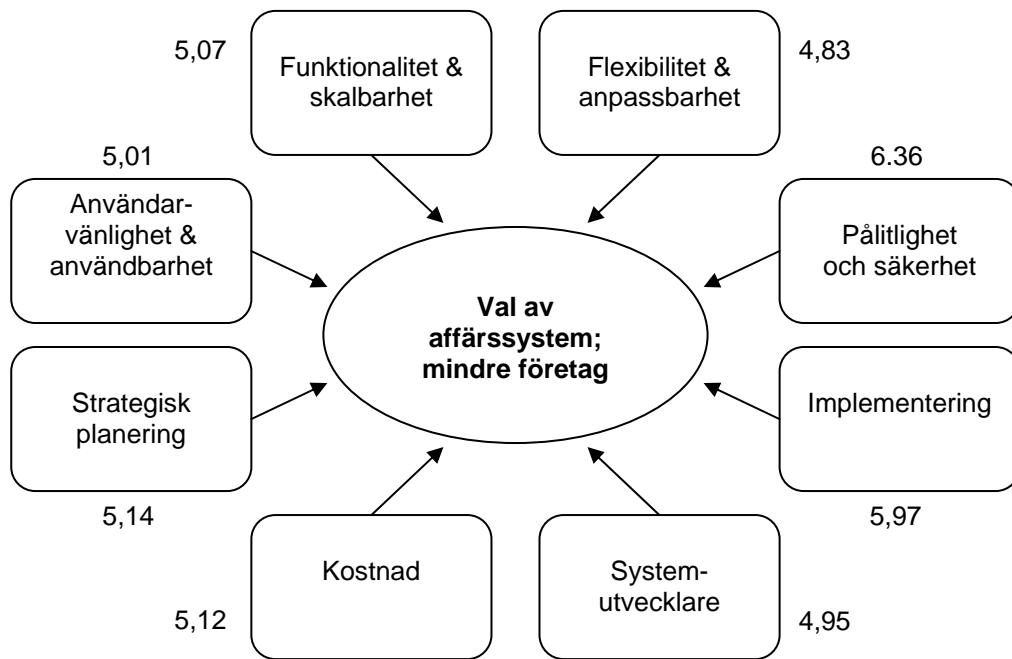 5,07
Funktionalitet &
skalbarhet
Flexibilitet &
anpassbarhet
4,83
5,01
Användar-
vänlighet &
användbarhet
6.36
Pålitlighet
och säkerhet
Val av
affärssystem;
mindre företag
Strategisk
planering
5,14
Implementering
5,97
Kostnad
5,12
System-
utvecklare
4,95